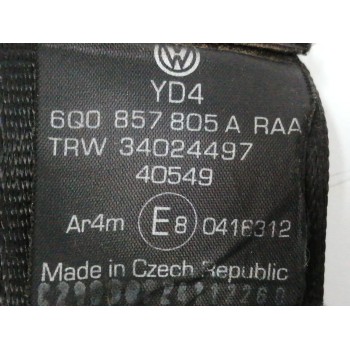 YD4
6Q0 857 805 A RAA
TRW 34024497
40549
Ar4m E8 0416312
Made in Czech Republic